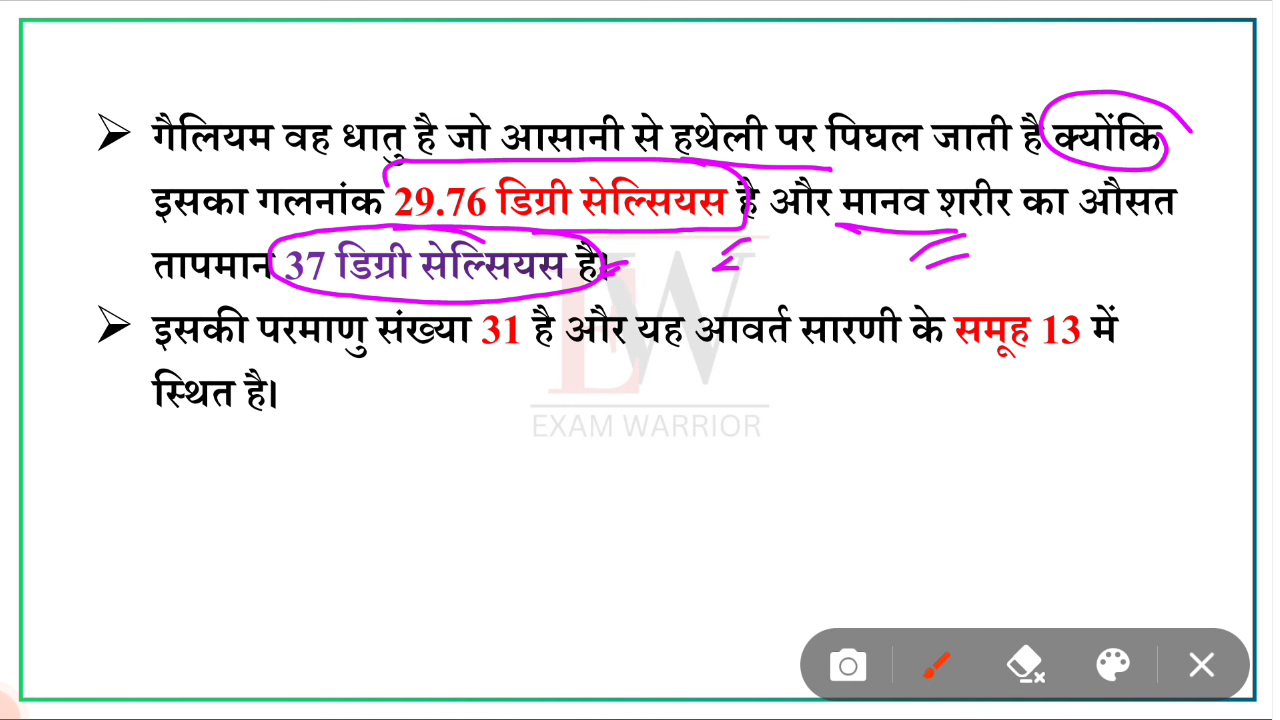 ➢ गैलियम वह धातु है जो आसानी से हथेली पर पिघल जाती है क्योंकि
इसका गलनांक 29.76 डिग्री सेल्सियस है और मानव शरीर का औसत
तापमान 37 डिग्री सेल्सियस है।
➢ इसकी परमाणु संख्या 31 है और यह आवर्त सारणी के समूह 13 में
स्थित है।
EW
EXAM WARRIOR